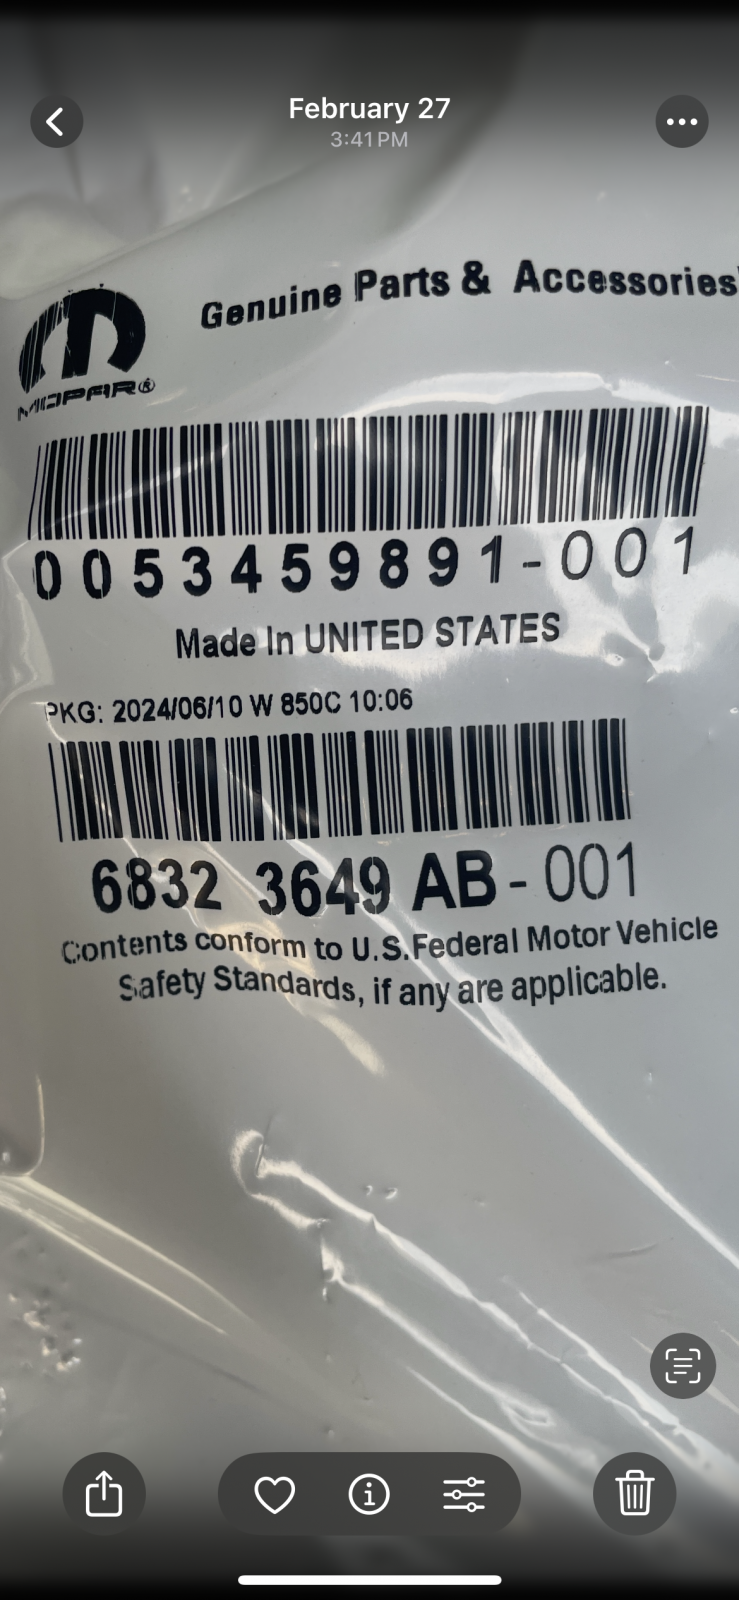 February 27
3:41 PM
Genuine Parts & Accessories
MOPAR®
0053459891-001
Made In UNITED STATES
PKG: 2024/06/10 W 850C 10:06
6832 3649 AB-001
Contents conform to U.S.Federal Motor Vehicle
Safety Standards, if any are applicable.